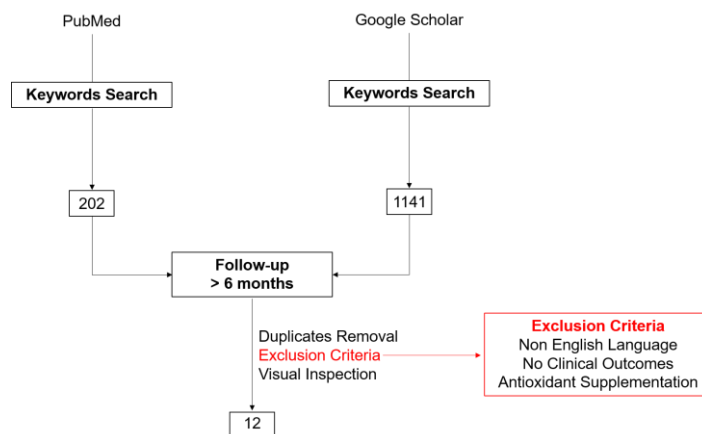 PubMed
Google Scholar
Keywords Search
Keywords Search
202
1141
Follow-up
> 6 months
Duplicates Removal
Exclusion Criteria
Visual Inspection
Exclusion Criteria
Non English Language
No Clinical Outcomes
Antioxidant Supplementation
12